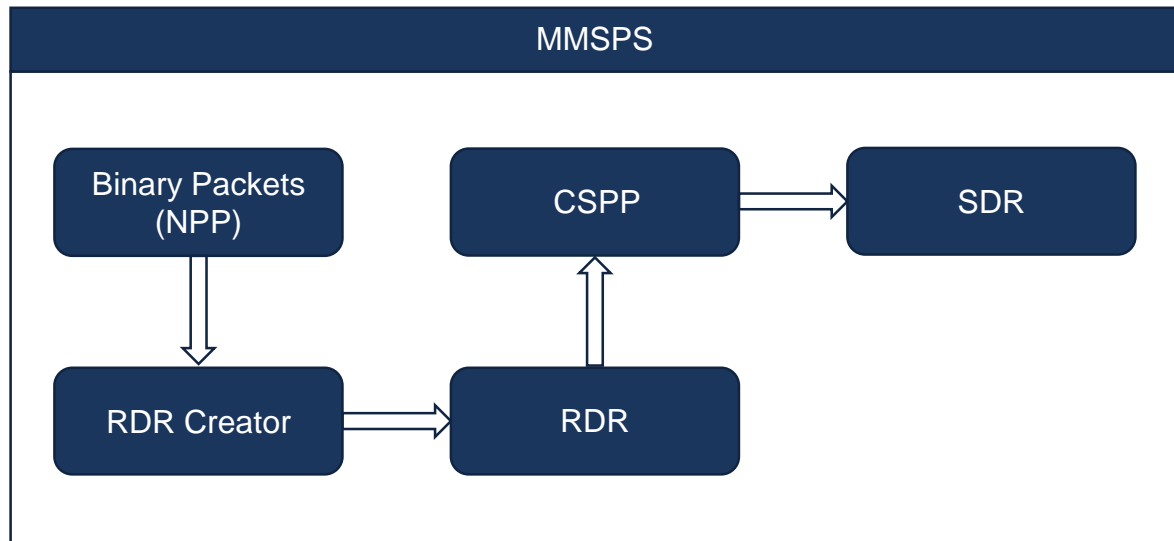 MMSPS
Binary Packets
(NPP)
CSPP
SDR
RDR Creator
RDR